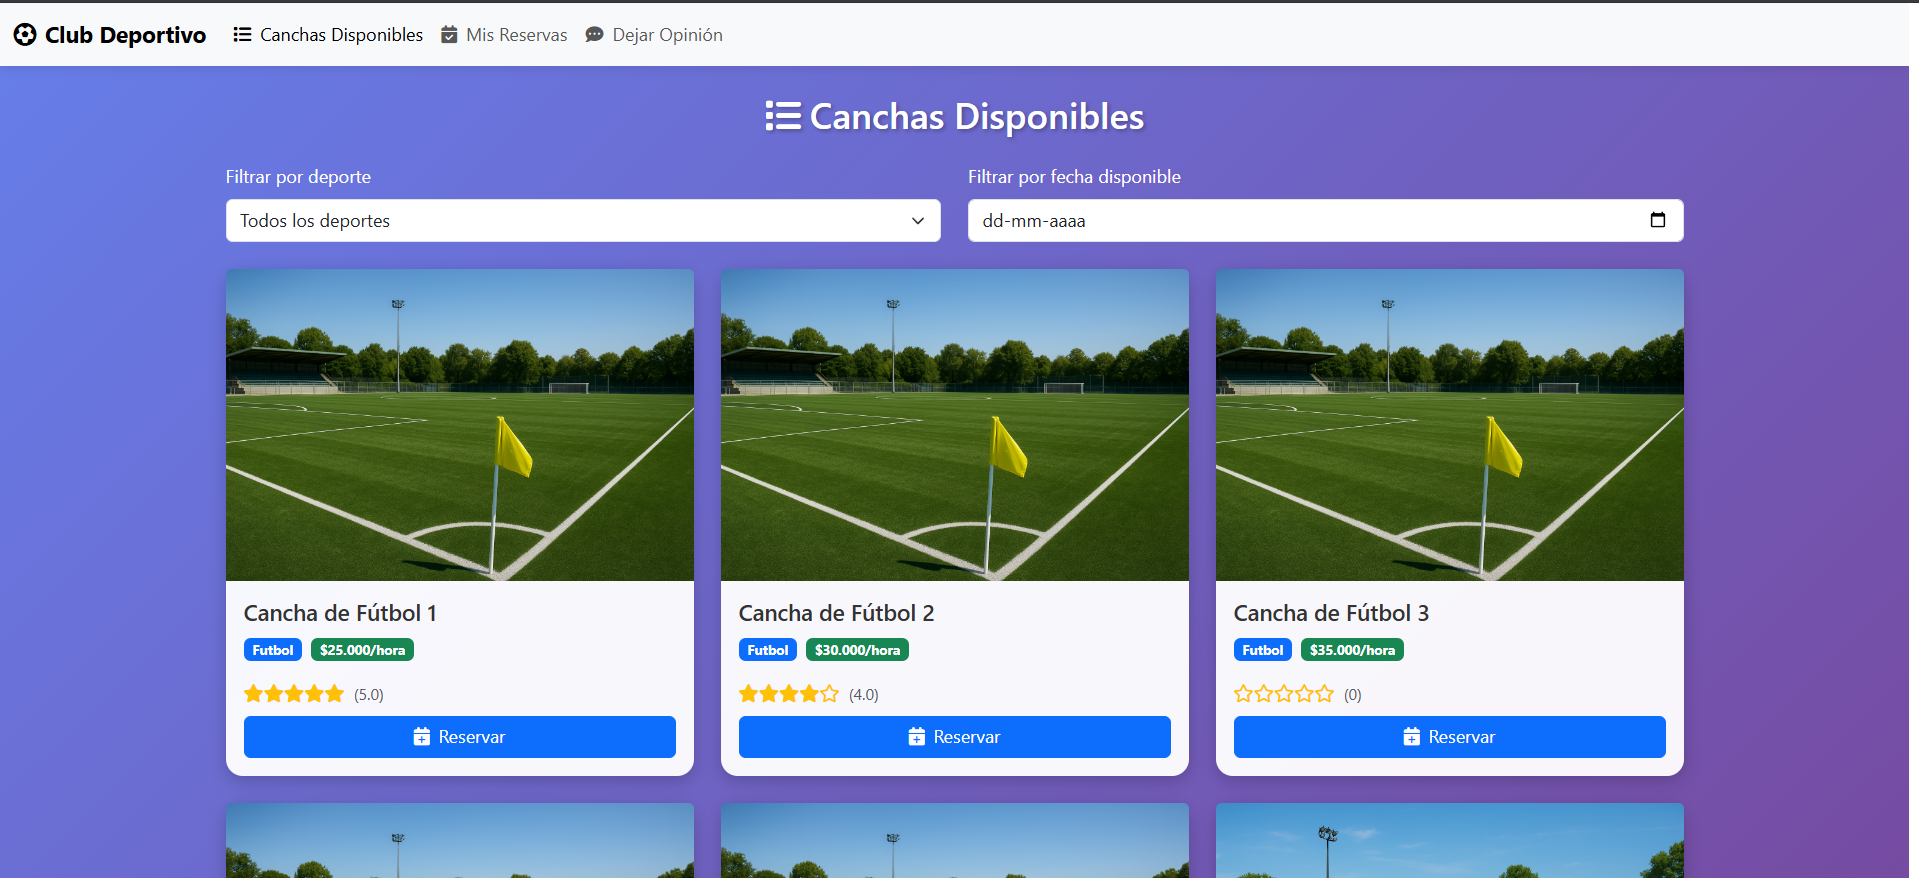 Club Deportivo Canchas Disponibles Mis Reservas Dejar Opinión
Canchas Disponibles
Filtrar por deporte
Todos los deportes
Filtrar por fecha disponible
dd-mm-aaaa
Cancha de Fútbol 1
Futbol $25.000/hora
(5.0)
Reservar
Cancha de Fútbol 2
Futbol $30.000/hora
(4.0)
Reservar
Cancha de Fútbol 3
Futbol $35.000/hora
(0)
Reservar